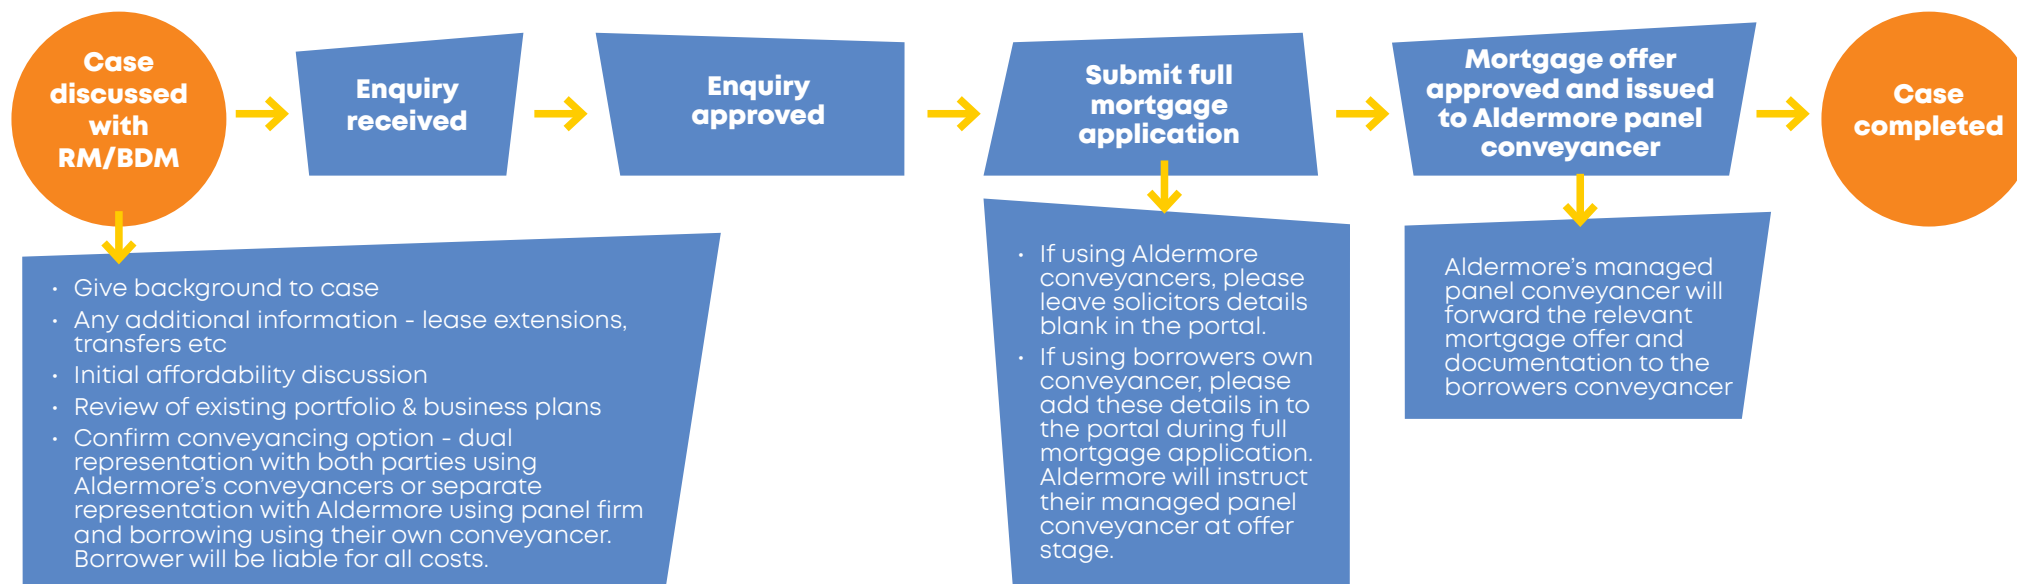 Case
discussed
with
RM/BDM
Enquiry
received
Enquiry
approved
Submit full
mortgage
application
Mortgage offer
approved and issued
to Aldermore panel
conveyancer
Case
completed
• Give background to case
• Any additional information - lease extensions,
transfers etc
• Initial affordability discussion
• Review of existing portfolio & business plans
• Confirm conveyancing option - dual
representation with both parties using
Aldermore’s conveyancers or separate
representation with Aldermore using panel firm
and borrowing using their own conveyancer.
Borrower will be liable for all costs.
• If using Aldermore
conveyancers, please
leave solicitors details
blank in the portal.
• If using borrowers own
conveyancer, please
add these details in to
the portal during full
mortgage application.
Aldermore will instruct
their managed panel
conveyancer at offer
stage.
Aldermore’s managed
panel conveyancer will
forward the relevant
mortgage offer and
documentation to the
borrowers conveyancer